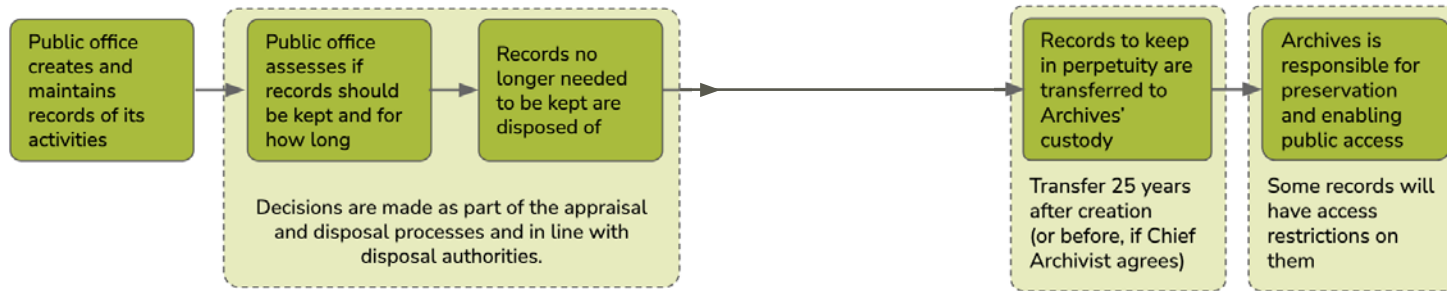 Public office
creates and
maintains
records of its
activities
Public office
assesses if
records should
be kept and for
how long
Records no
longer needed
to be kept are
disposed of
Decisions are made as part of the appraisal
and disposal processes and in line with
disposal authorities.
Records to keep
in perpetuity are
transferred to
Archives'
custody
Transfer 25 years
after creation
(or before, if Chief
Archivist agrees)
Archives is
responsible for
preservation
and enabling
public access
Some records will
have access
restrictions on
them